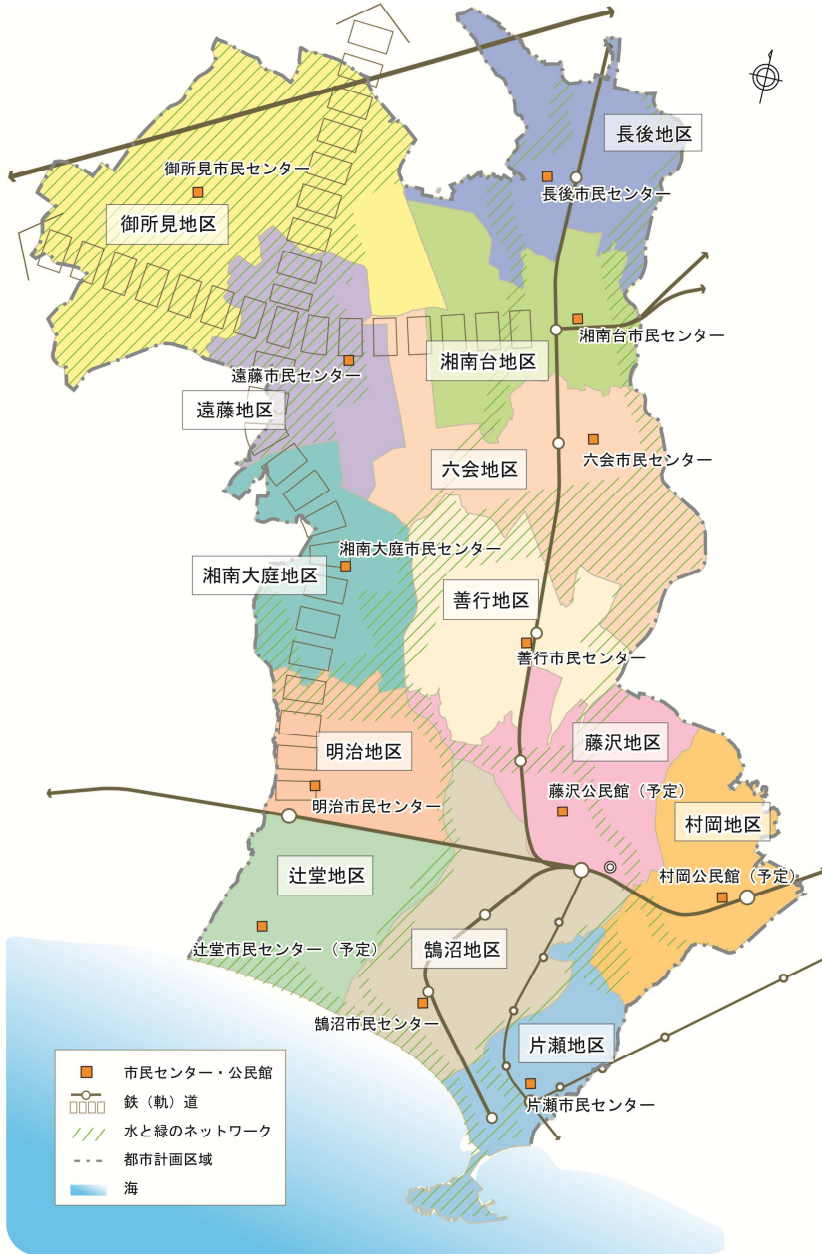 長後地区
御所見市民センター
長後市民センター
御所見地区
湘南台市民センター
湘南台地区
遠藤市民センター
遠藤地区
六会市民センター
六会地区
湘南大庭市民センター
湘南大庭地区
善行地区
善行市民センター
藤沢地区
明治地区
藤沢公民館（予定）
明治市民センター
村岡地区
辻堂地区
村岡公民館（予定）
辻堂市民センター（予定）
鵠沼地区
鵠沼市民センター
片瀬地区
片瀬市民センター
市民センター・公民館
鉄（軌）道
水と緑のネットワーク
都市計画区域
海